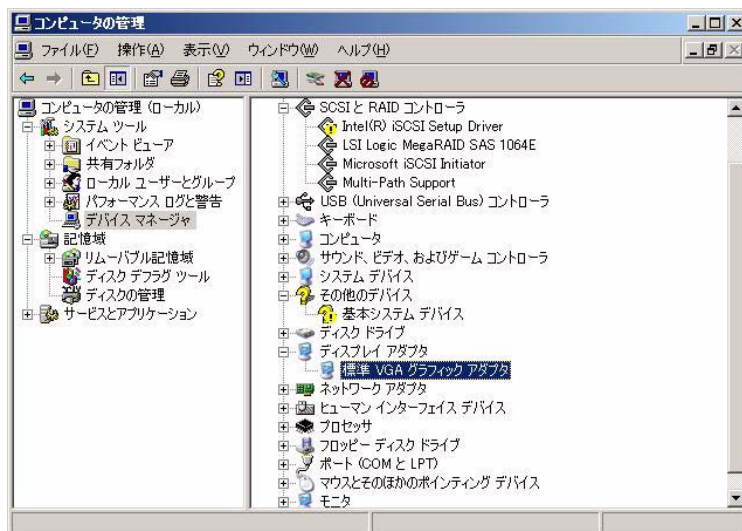 コンピュータの管理
ファイル(F) 操作(A) 表示(V) ウィンドウ(W) ヘルプ(H)
コンピュータの管理 (ローカル)
システム ツール
イベント ビューア
共有フォルダ
ローカル ユーザーとグループ
パフォーマンス ログと警告
デバイス マネージャ
記憶域
リムーバブル記憶域
ディスク デフラグ ツール
ディスクの管理
サービスとアプリケーション
SCSI と RAID コントローラ
Intel(R) iSCSI Setup Driver
LSI Logic MegaRAID SAS 1064E
Microsoft iSCSI Initiator
Multi-Path Support
USB (Universal Serial Bus) コントローラ
キーボード
コンピュータ
サウンド、ビデオ、およびゲーム コントローラ
システム デバイス
その他のデバイス
基本システム デバイス
ディスク ドライブ
ディスプレイ アダプタ
標準 VGA グラフィック アダプタ
ネットワーク アダプタ
ヒューマン インターフェイス デバイス
プロセッサ
フロッピー ディスク ドライブ
ポート (COM と LPT)
マウスとそのほかのポインティング デバイス
モニタ